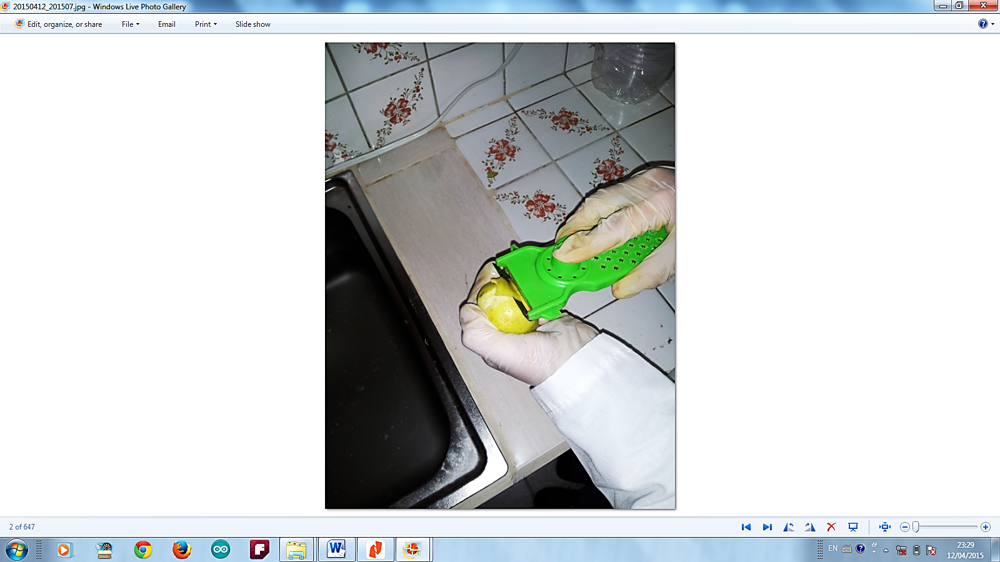 20150412_201507.jpg - Windows Live Photo Gallery
Edit, organize, or share File Email Print Slide show
2 of 647
EN
23:29
12/04/2015